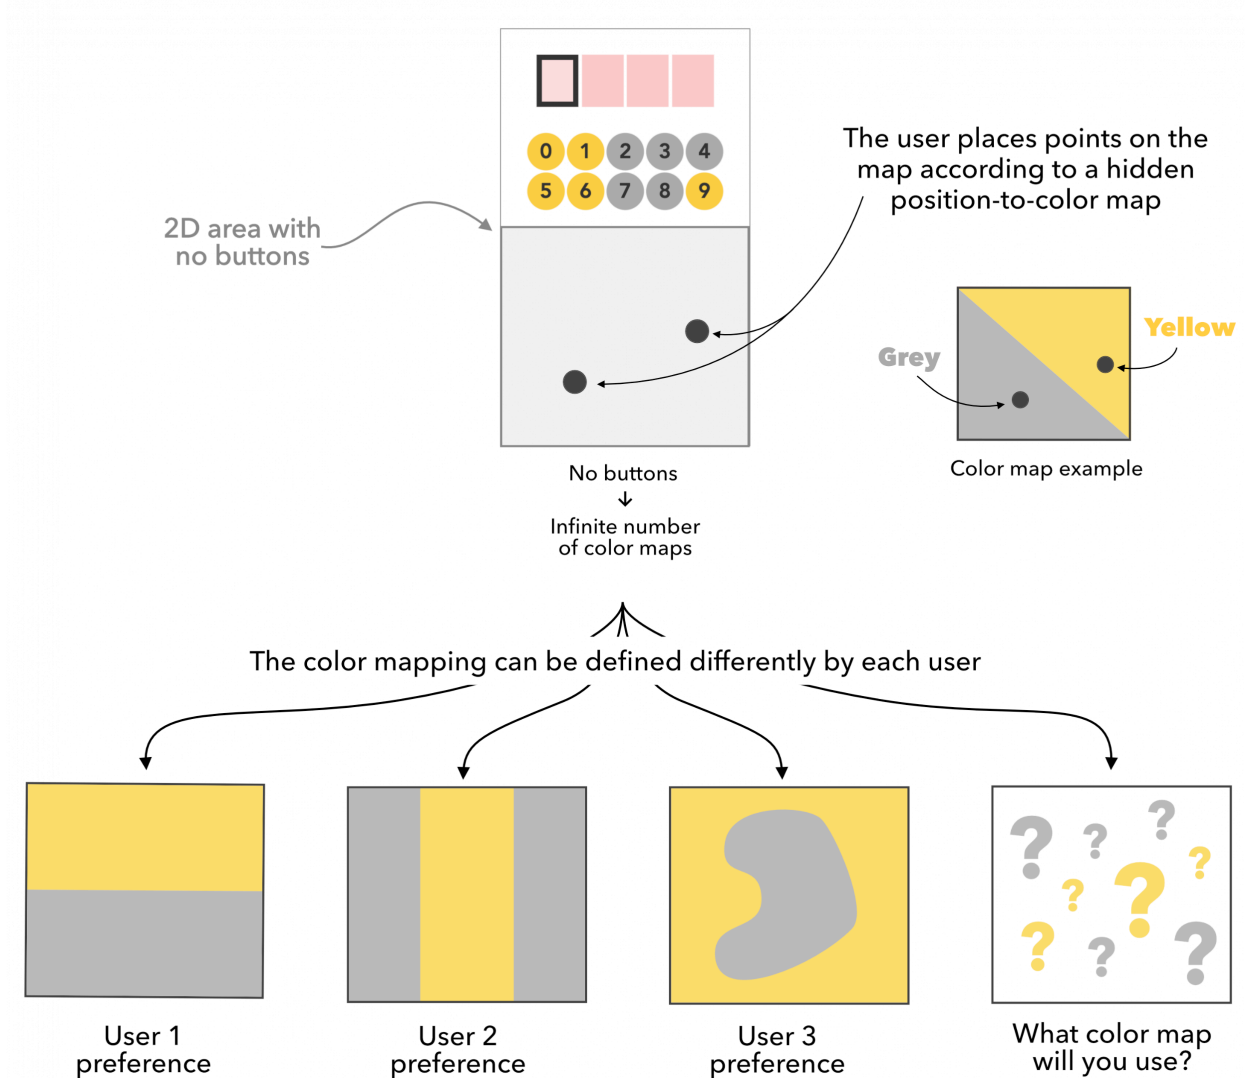 0 1 2 3 4
5 6 7 8 9
The user places points on the
map according to a hidden
position-to-color map
2D area with
no buttons
Yellow
Grey
Color map example
No buttons
↓
Infinite number
of color maps
The color mapping can be defined differently by each user
? ? ? ? ? ? ? ? ?
User 1
preference
User 2
preference
User 3
preference
What color map
will you use?